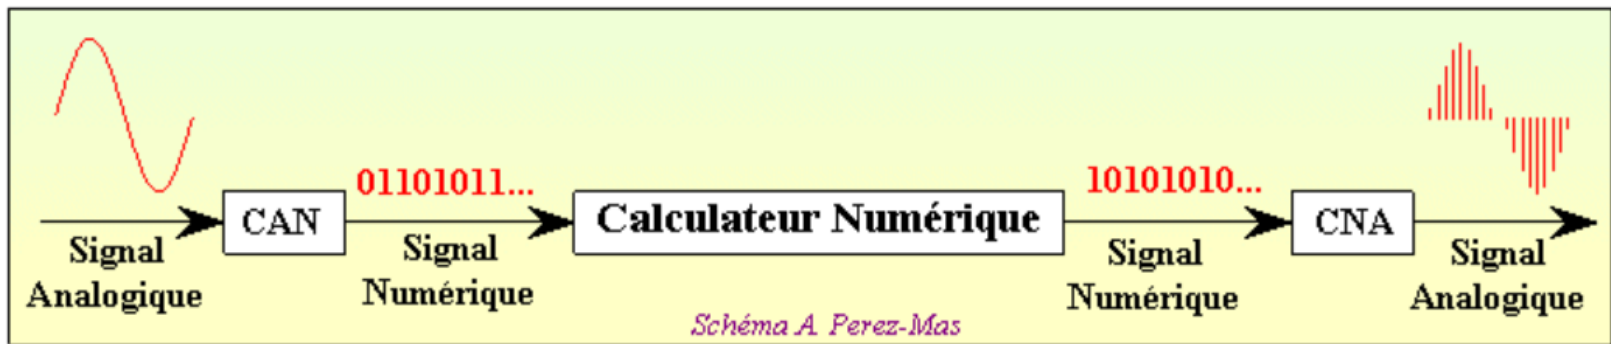 01101011...
10101010...
CAN
Calculateur Numérique
CNA
Signal
Analogique
Signal
Numérique
Signal
Numérique
Signal
Analogique
Schéma A Perez-Mas